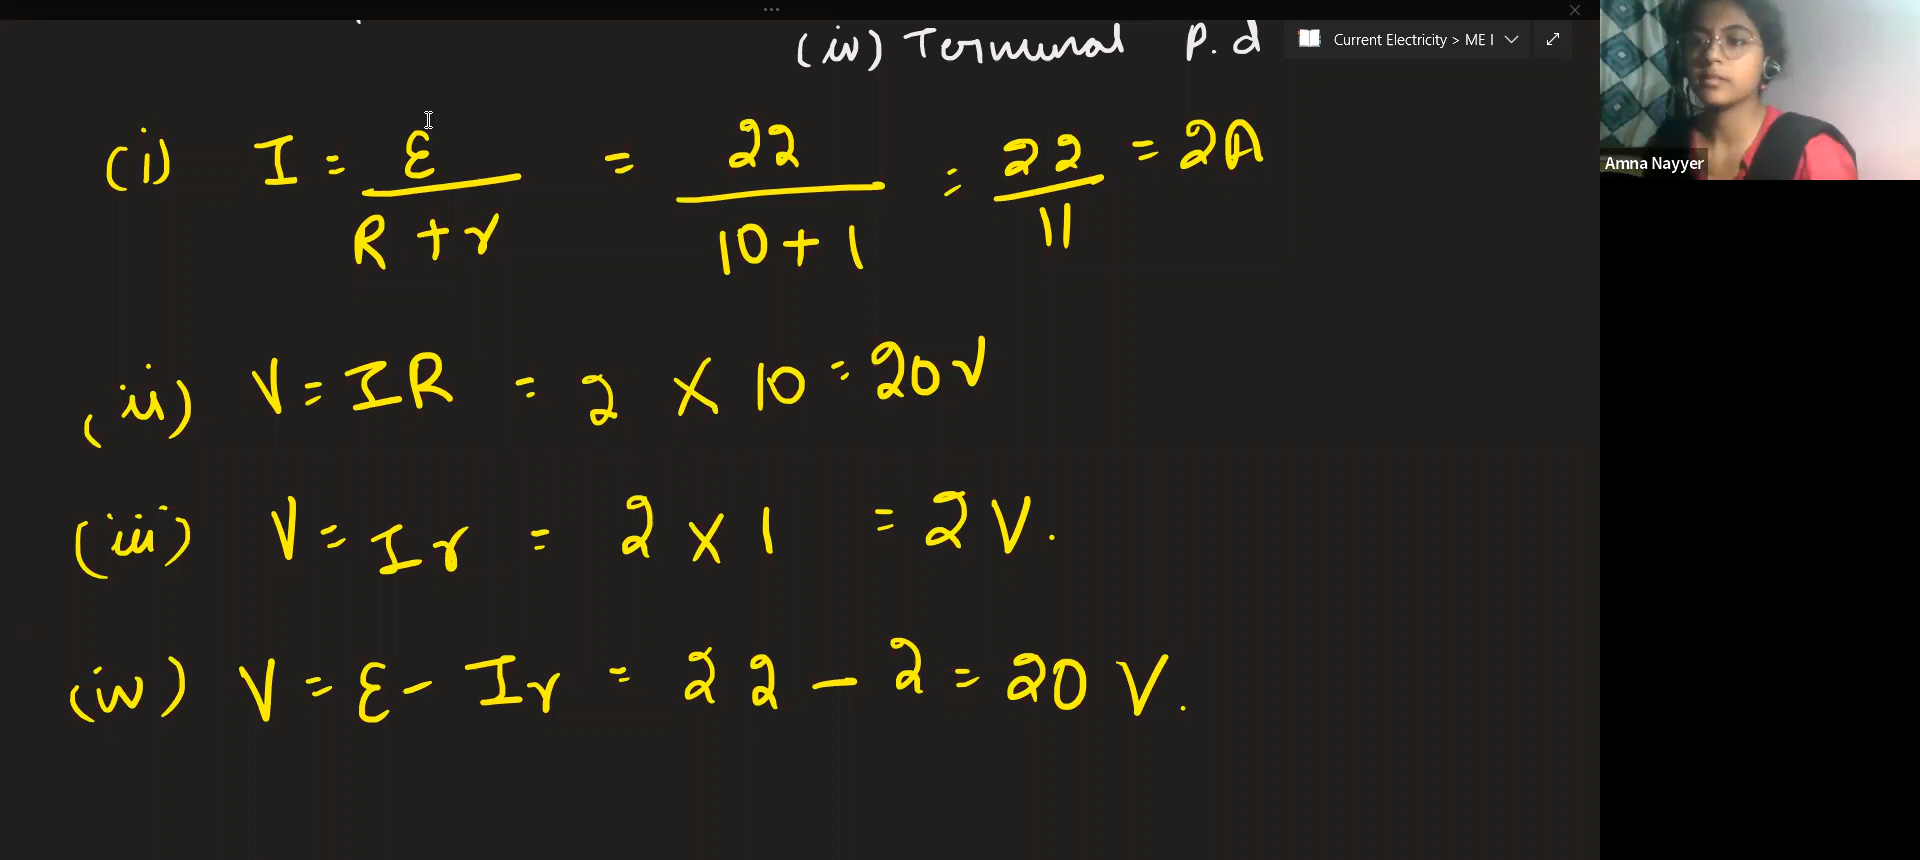 (iv) Terminal P.d
Current Electricity > ME I
Amna Nayyer
(i) I = ε / R + r = 22 / 10 + 1 = 22 / 11 = 2A
(ii) V = IR = 2 X 10 = 20V
(iii) V = Ir = 2 X 1 = 2V.
(iv) V = ε - Ir = 22 - 2 = 20 V.